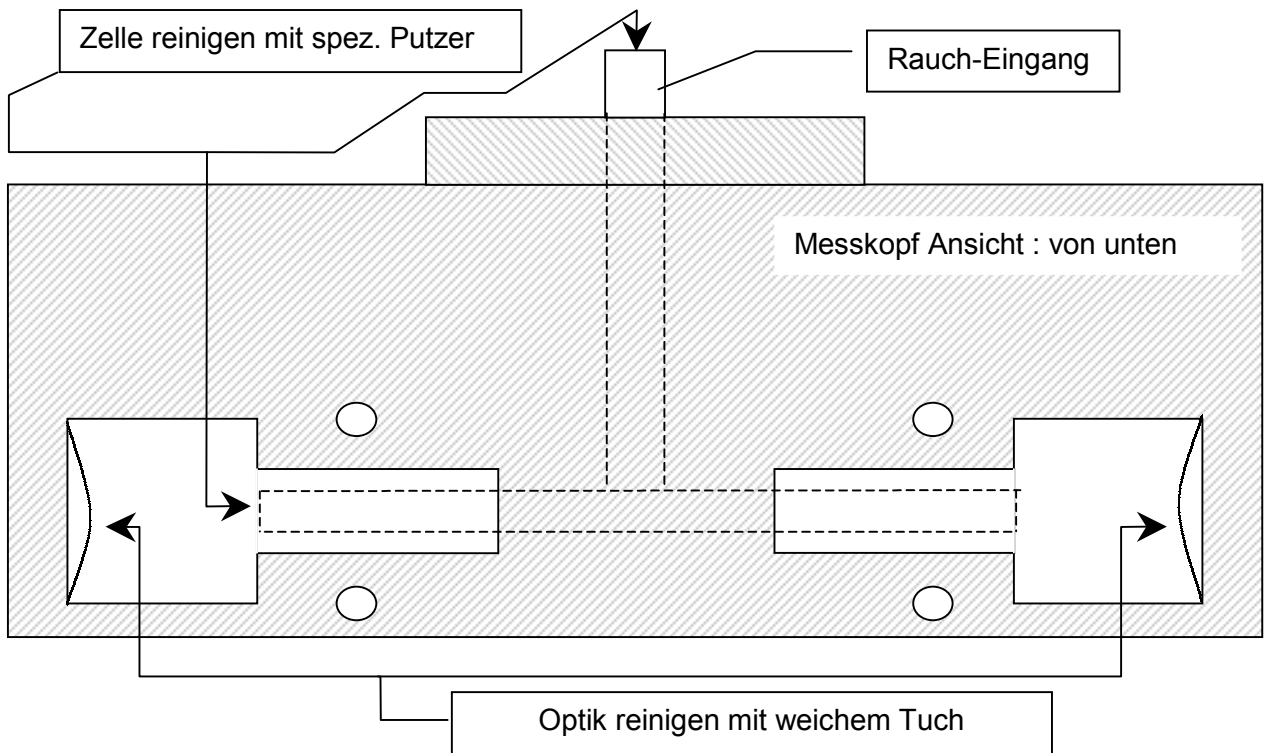 Zelle reinigen mit spez. Putzer
Rauch-Eingang
Messkopf Ansicht : von unten
Optik reinigen mit weichem Tuch